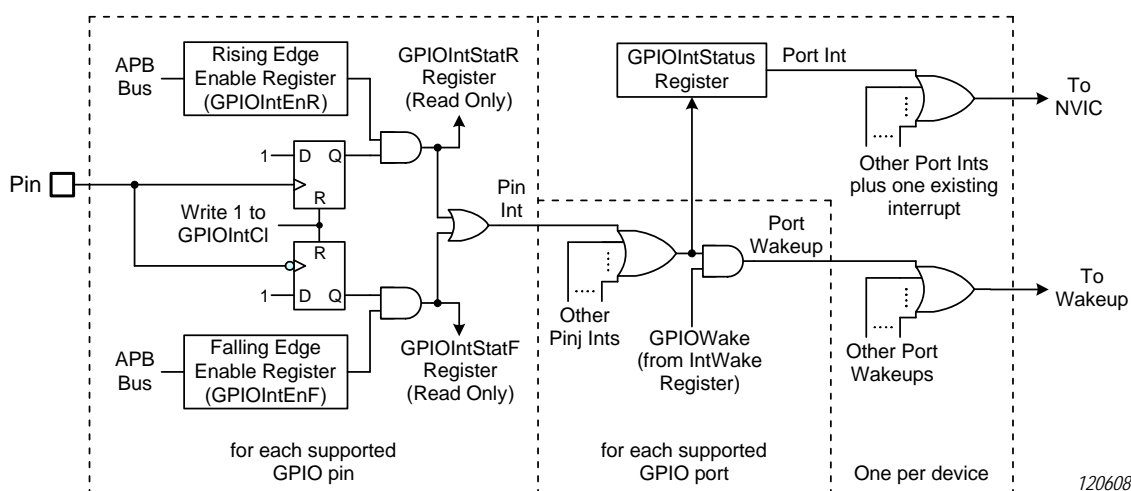 APB
Bus
Rising Edge
Enable Register
(GPIOIntEnR)
GPIOIntStatR
Register
(Read Only)
GPIOIntStatus
Register
Port Int
To
NVIC
....
....
Other Port Ints
plus one existing
interrupt
1
D Q
R
Pin
Write 1 to
GPIOIntCl
Pin
Int
R
1
D Q
....
....
Other
Pinj Ints
Port
Wakeup
GPIOWake
(from IntWake
Register)
To
Wakeup
....
....
Other Port
Wakeups
APB
Bus
Falling Edge
Enable Register
(GPIOIntEnF)
GPIOIntStatF
Register
(Read Only)
for each supported
GPIO pin
for each supported
GPIO port
One per device
120608